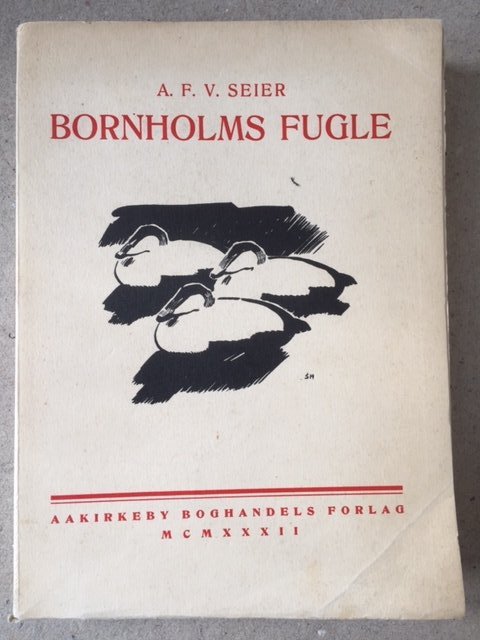 A. F. V. SEIER
BORNHOLMS FUGLE
SH
AAKIRKEBY BOGHANDELS FORLAG
MCMXXXII